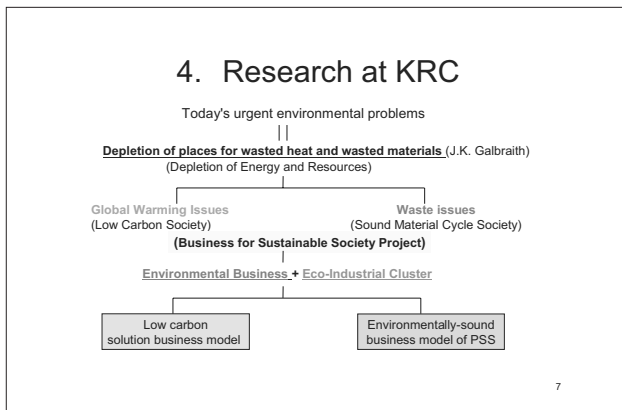 4. Research at KRC
Today's urgent environmental problems
||
Depletion of places for wasted heat and wasted materials (J.K. Galbraith)
(Depletion of Energy and Resources)
Global Warming Issues Waste issues
(Low Carbon Society) (Sound Material Cycle Society)
(Business for Sustainable Society Project)
Environmental Business + Eco-Industrial Cluster
Low carbon
solution business model
Environmentally-sound
business model of PSS
7